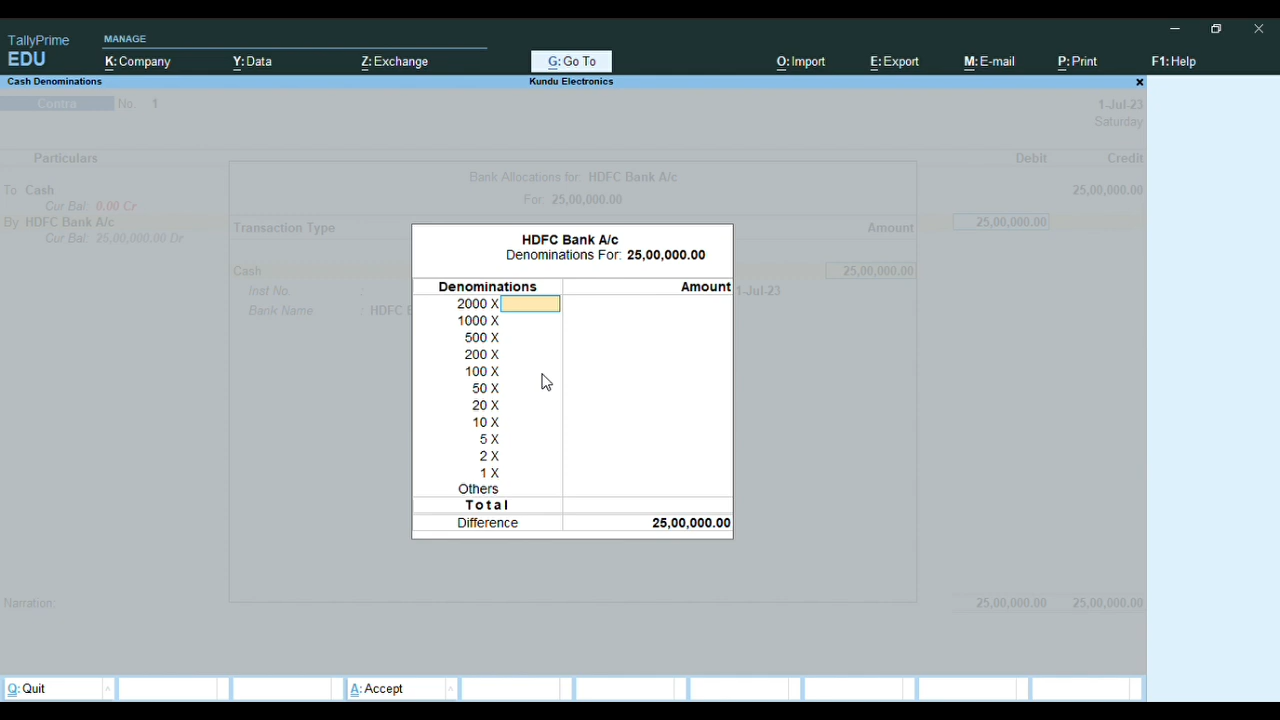 TallyPrime
EDU
MANAGE
K: Company
Y: Data
Z: Exchange
G: Go To
O: Import
E: Export
M: E-mail
P: Print
F1: Help
Cash Denominations
Kundu Electronics
Contra No. 1
1-Jul-23
Saturday
Particulars
Debit
Credit
To Cash
25,00,000.00
Cur Bal: 0.00 Cr
By HDFC Bank A/c
25,00,000.00
Cur Bal: 25,00,000.00 Dr
Bank Allocations for: HDFC Bank A/c
For: 25,00,000.00
Transaction Type
Amount
Cash
25,00,000.00
Inst No. :
1-Jul-23
Bank Name : HDFC
HDFC Bank A/c
Denominations For: 25,00,000.00
Denominations
Amount
2000 X
1000 X
500 X
200 X
100 X
50 X
20 X
10 X
5 X
2 X
1 X
Others
Total
Difference 25,00,000.00
Narration:
25,00,000.00 25,00,000.00
Q: Quit
A: Accept